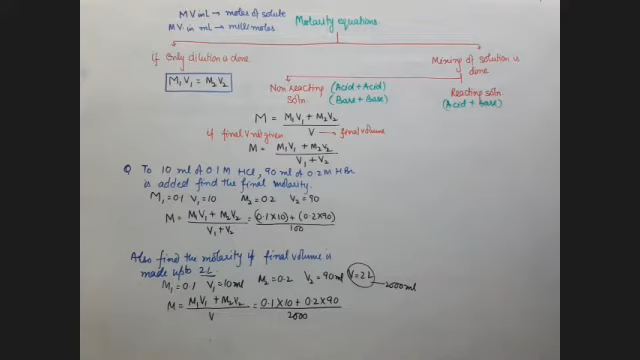 MV in L → moles of solute
MV in ml → millimoles
Molarity equations
if Only dilution is done
Mixing of solution is done
M₁V₁ = M₂V₂
Non Reacting Soln. (Acid + Acid) (Base + Base)
Reacting soln. (Acid + base)
M = M₁V₁ + M₂V₂ / V → final volume
if final V not given
M = M₁V₁ + M₂V₂ / V₁ + V₂
Q To 10 ml of 0.1 M HCl, 90 ml of 0.2 M HBr
is added find the final molarity.
M₁ = 0.1 V₁ = 10 M₂ = 0.2 V₂ = 90
M = M₁V₁ + M₂V₂ / V₁ + V₂ = (0.1 × 10) + (0.2 × 90) / 100
Also find the molarity if final volume is
made upto 2L
M₁ = 0.1 V₁ = 10 ml M₂ = 0.2 V₂ = 90 ml V = 2L → 2000 ml
M = M₁V₁ + M₂V₂ / V = 0.1 × 10 + 0.2 × 90 / 2000